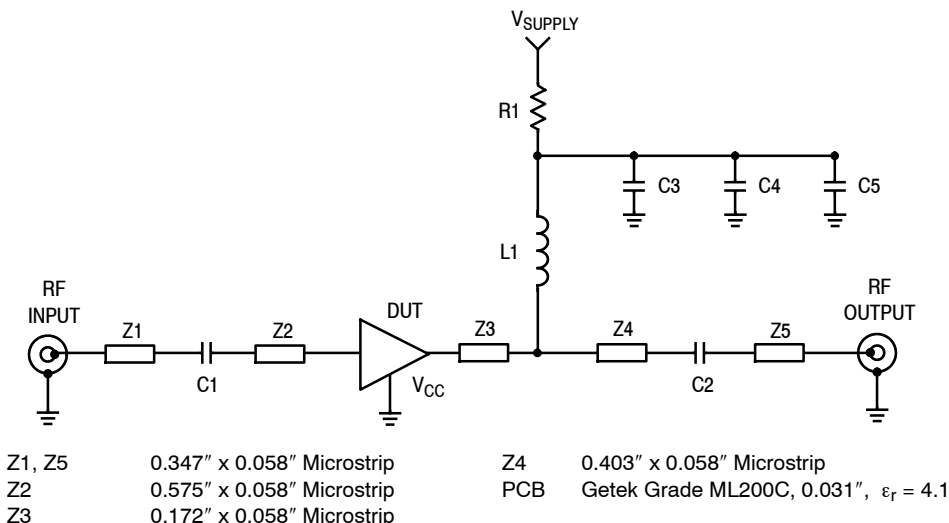 VSUPPLY
R1
C3 C4 C5
L1
RF INPUT
DUT
RF OUTPUT
Z1 Z2 Z3 Z4 Z5
C1 VCC C2
Z1, Z5 0.347″ x 0.058″ Microstrip
Z2 0.575″ x 0.058″ Microstrip
Z3 0.172″ x 0.058″ Microstrip
Z4 0.403″ x 0.058″ Microstrip
PCB Getek Grade ML200C, 0.031″, εr = 4.1